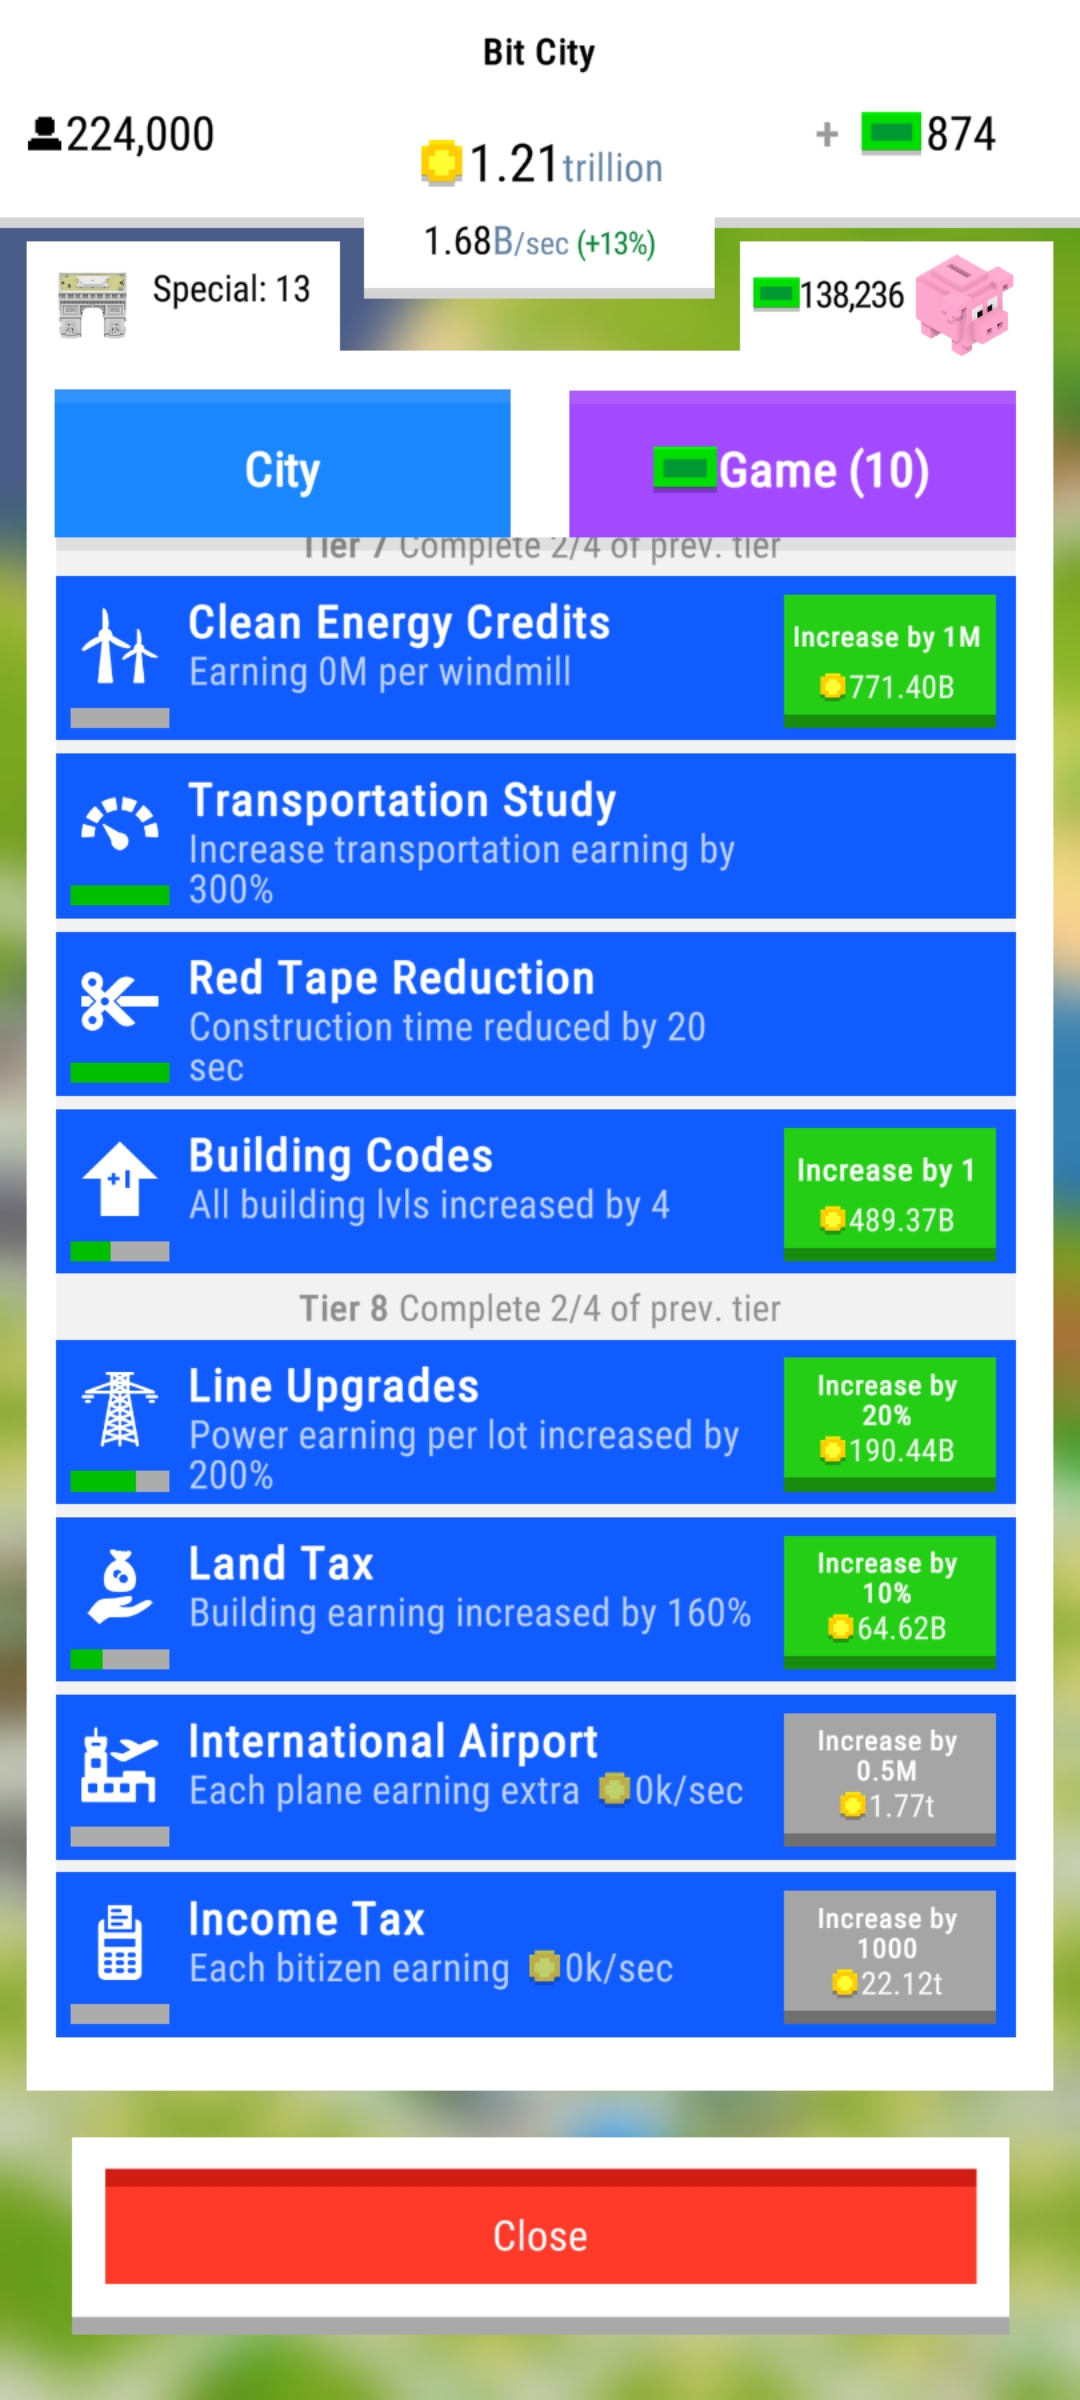 Bit City
224,000
1.21 trillion
+ 874
1.68B/sec (+13%)
Special: 13
138,236
City
Game (10)
Tier 7 Complete 2/4 of prev. tier
Clean Energy Credits
Earning 0M per windmill
Increase by 1M
771.40B
Transportation Study
Increase transportation earning by
300%
Red Tape Reduction
Construction time reduced by 20
sec
Building Codes
All building lvls increased by 4
Increase by 1
489.37B
Tier 8 Complete 2/4 of prev. tier
Line Upgrades
Power earning per lot increased by
200%
Increase by
20%
190.44B
Land Tax
Building earning increased by 160%
Increase by
10%
64.62B
International Airport
Each plane earning extra 0k/sec
Increase by
0.5M
1.77t
Income Tax
Each bitizen earning 0k/sec
Increase by
1000
22.12t
Close